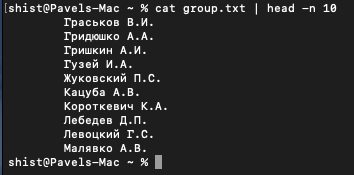 [shist@Pavels-Mac ~ % cat group.txt | head -n 10
Граськов В.И.
Гридюшко А.А.
Гришкин А.И.
Гузей И.А.
Жуковский П.С.
Кацуба А.В.
Короткевич К.А.
Лебедев Д.П.
Левоцкий Г.С.
Малявко А.В.
shist@Pavels-Mac ~ %